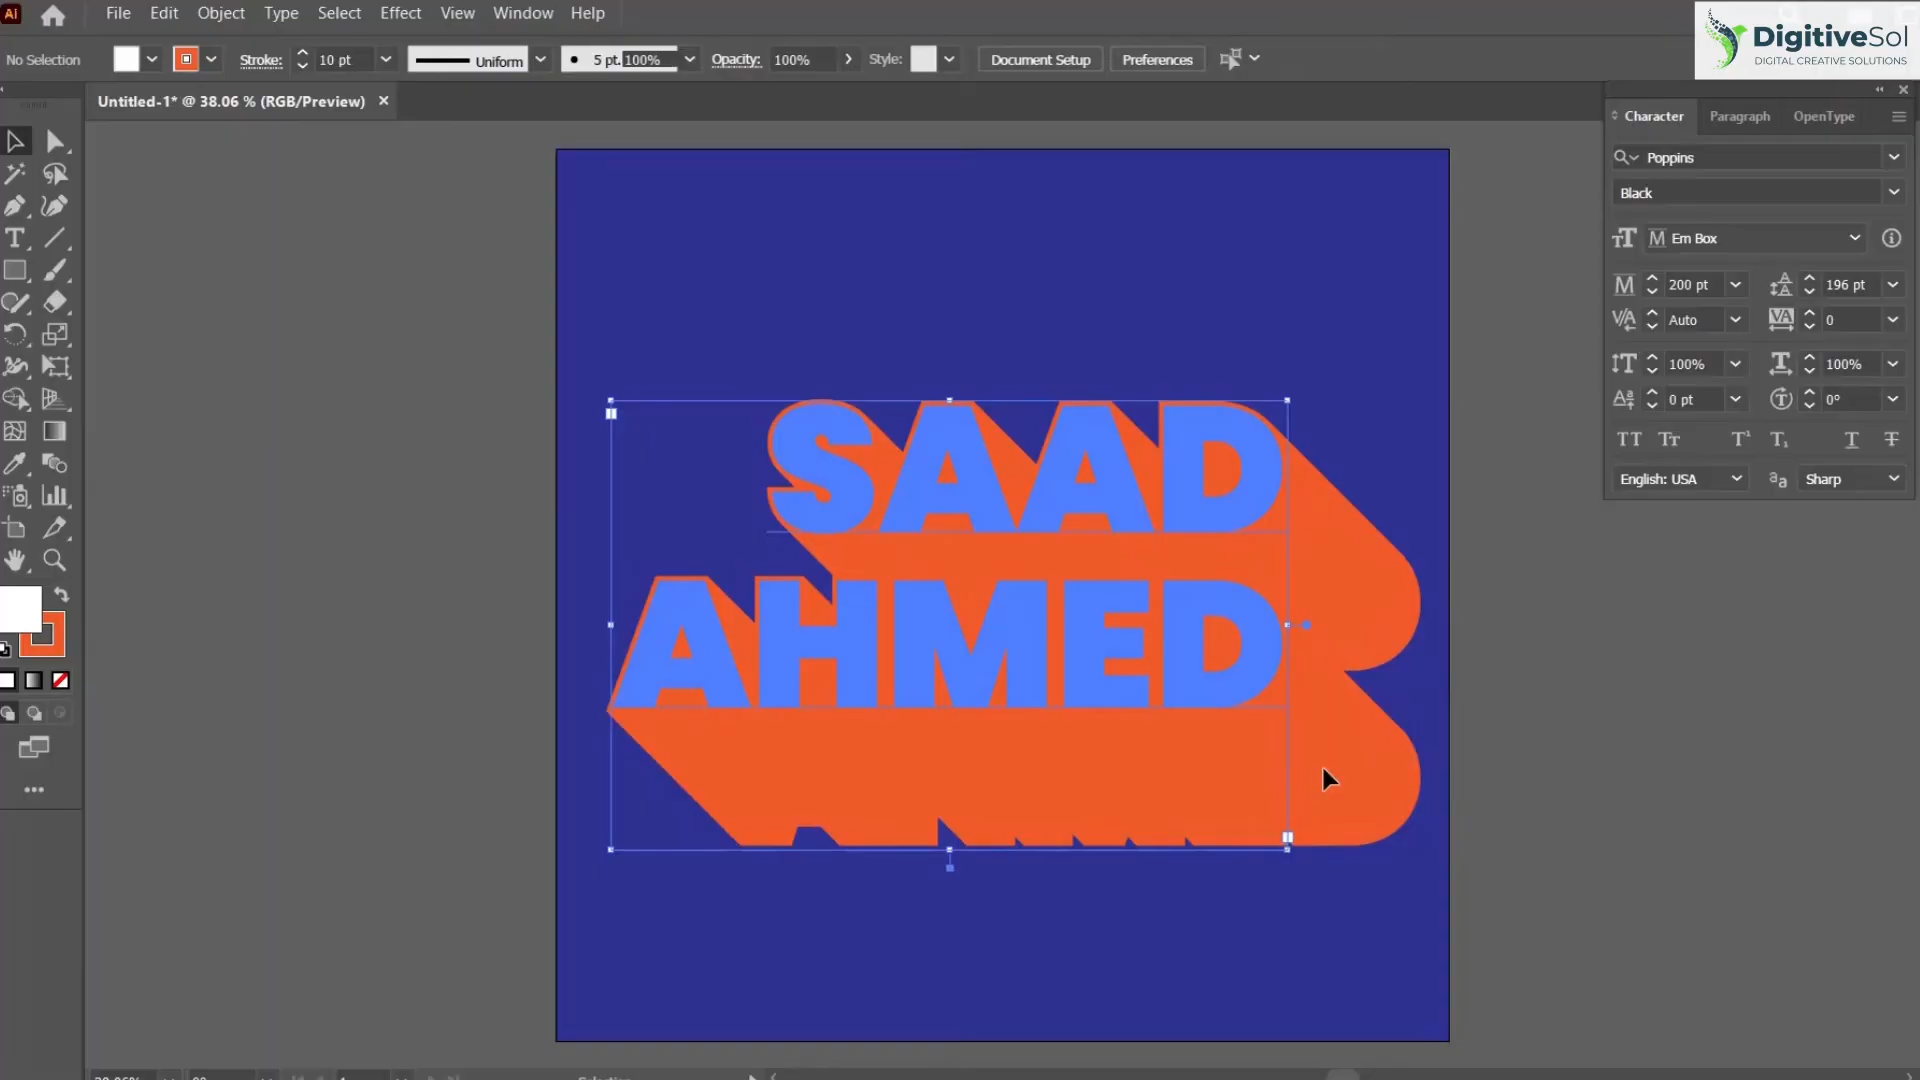 Ai File Edit Object Type Select Effect View Window Help
DigitiveSol
DIGITAL CREATIVE SOLUTIONS
No Selection Stroke: 10 pt Uniform 5 pt. 100% Opacity: 100% Style: Document Setup Preferences
Untitled-1* @ 38.06 % (RGB/Preview) ×
Character Paragraph OpenType
Poppins
Black
Em Box
200 pt 196 pt
Auto 0
100% 100%
0 pt 0°
English: USA Sharp
SAAD
AHMED